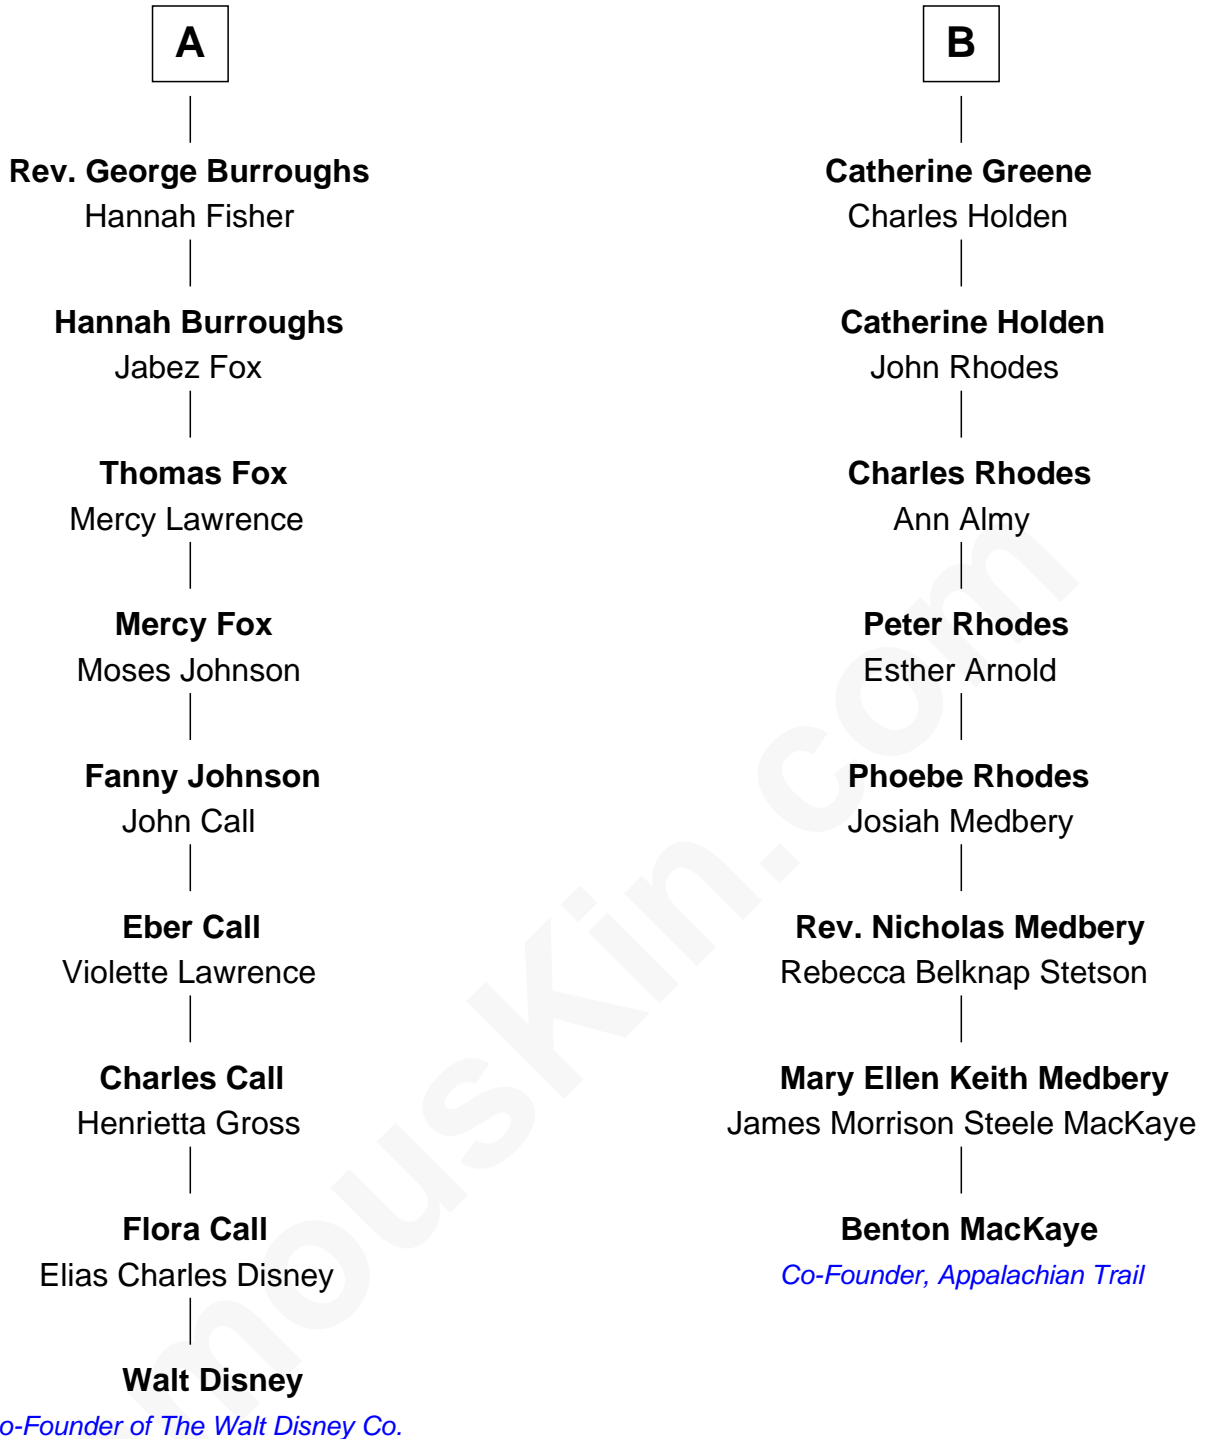 A
Rev. George Burroughs
Hannah Fisher
Hannah Burroughs
Jabez Fox
Thomas Fox
Mercy Lawrence
Mercy Fox
Moses Johnson
Fanny Johnson
John Call
Eber Call
Violette Lawrence
Charles Call
Henrietta Gross
Flora Call
Elias Charles Disney
Walt Disney
o-Founder of The Walt Disney Co.
B
Catherine Greene
Charles Holden
Catherine Holden
John Rhodes
Charles Rhodes
Ann Almy
Peter Rhodes
Esther Arnold
Phoebe Rhodes
Josiah Medbery
Rev. Nicholas Medbery
Rebecca Belknap Stetson
Mary Ellen Keith Medbery
James Morrison Steele MacKaye
Benton MacKaye
Co-Founder, Appalachian Trail
mousKin.com